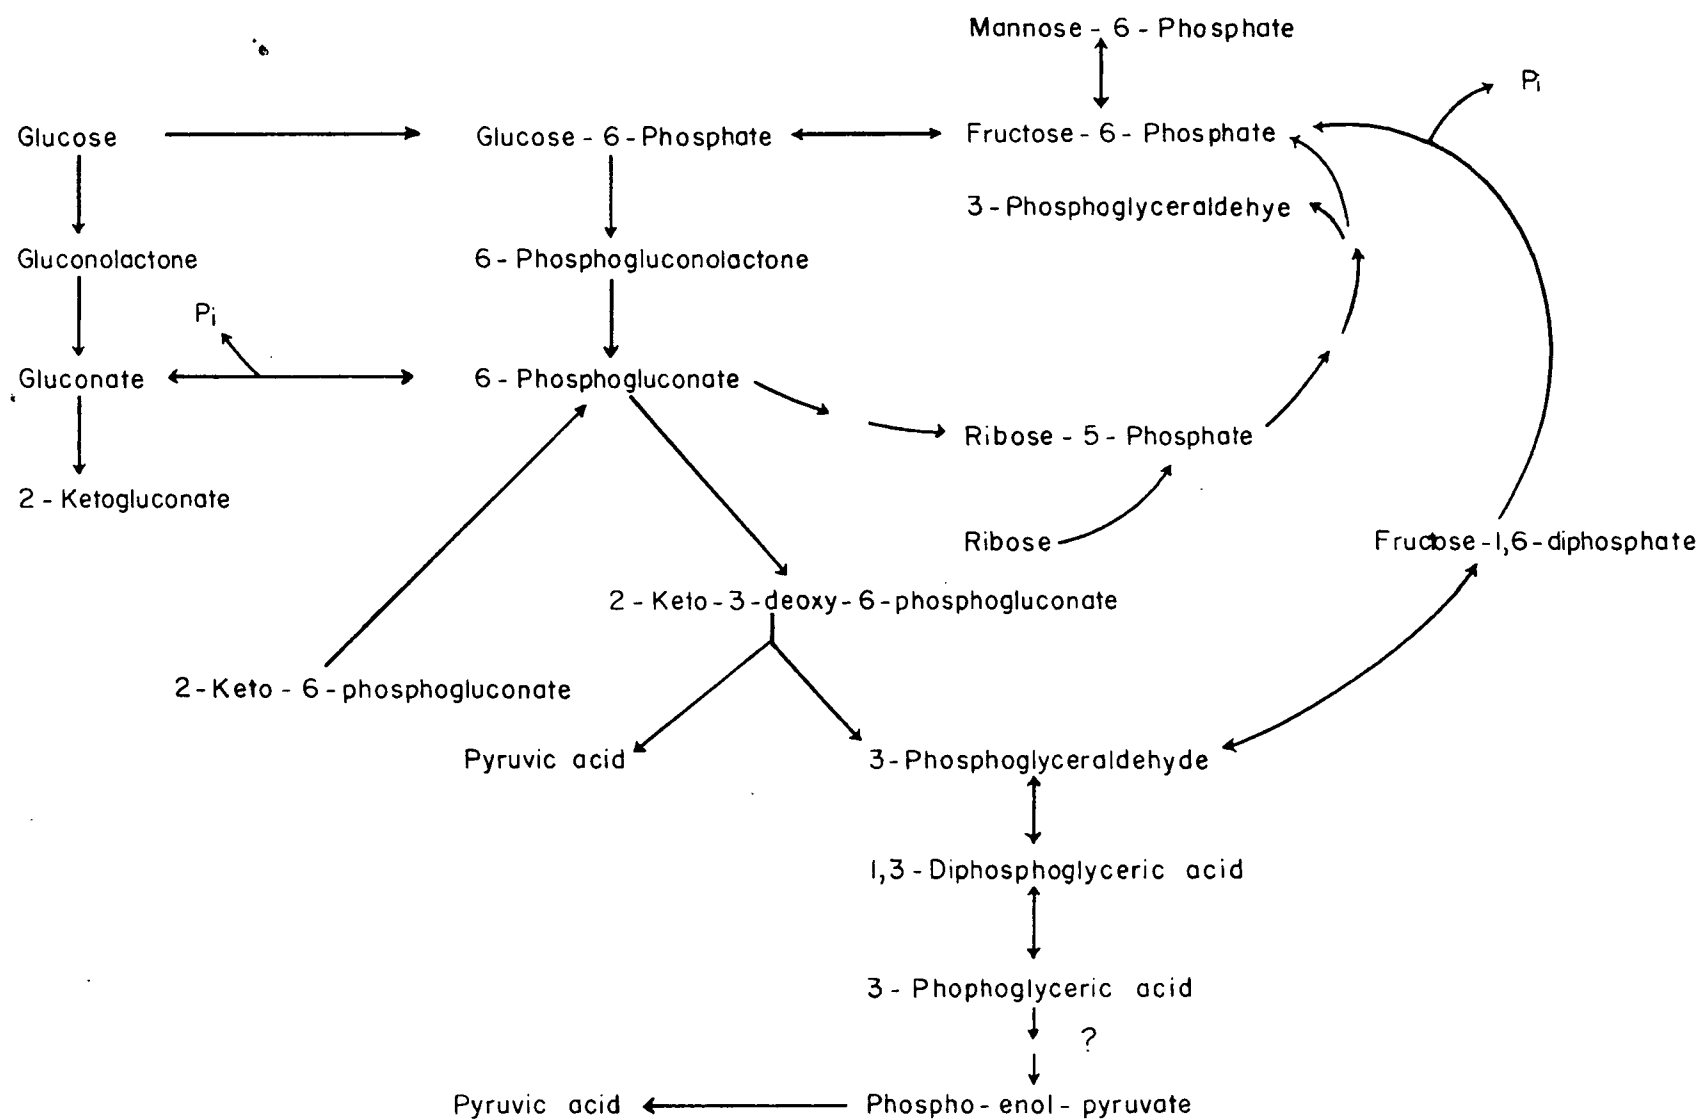 Mannose - 6 - Phosphate
Pi
Glucose
Glucose - 6 - Phosphate
Fructose - 6 - Phosphate
3 - Phosphoglyceraldehye
Gluconolactone
6 - Phosphogluconolactone
Pi
Gluconate
6 - Phosphogluconate
Ribose - 5 - Phosphate
2 - Ketogluconate
Ribose
Fructose - 1,6 - diphosphate
2 - Keto - 3 - deoxy - 6 - phosphogluconate
2 - Keto - 6 - phosphogluconate
Pyruvic acid
3 - Phosphoglyceraldehyde
1,3 - Diphosphoglyceric acid
3 - Phophoglyceric acid
?
Pyruvic acid
Phospho - enol - pyruvate